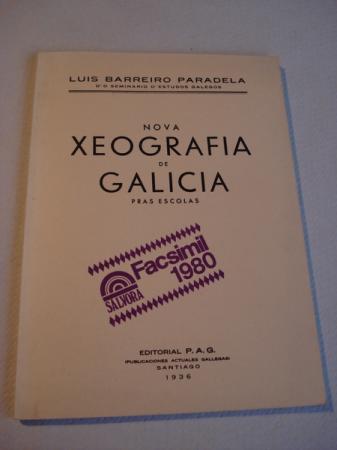 LUIS BARREIRO PARADELA
D'O SEMINARIO D'ESTUDOS GALEGOS
NOVA
XEOGRAFIA
DE
GALICIA
PRAS ESCOLAS
SALVORA
Facsimil
1980
EDITORIAL P. A. G.
(PUBLICACIONES ACTUALES GALLEGAS)
SANTIAGO
1936